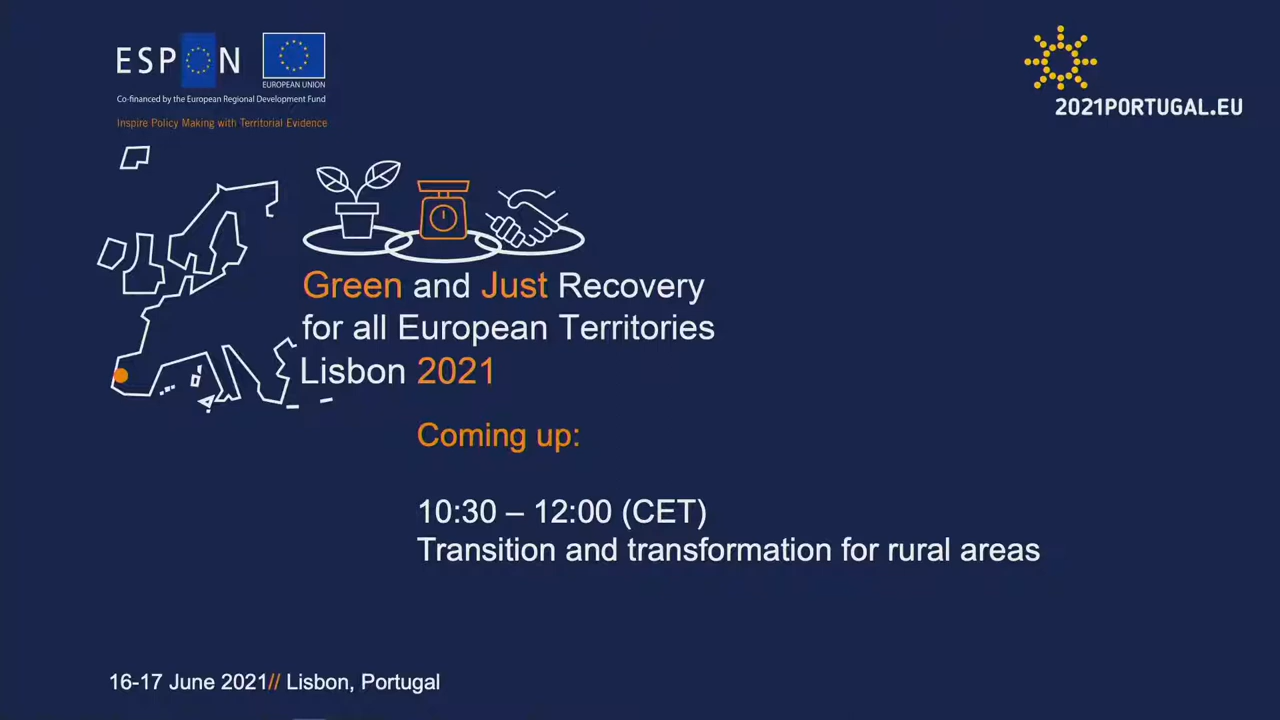 ESPON
EUROPEAN UNION
Co-financed by the European Regional Development Fund
Inspire Policy Making with Territorial Evidence
2021PORTUGAL.EU
Green and Just Recovery
for all European Territories
Lisbon 2021
Coming up:
10:30 – 12:00 (CET)
Transition and transformation for rural areas
16-17 June 2021// Lisbon, Portugal